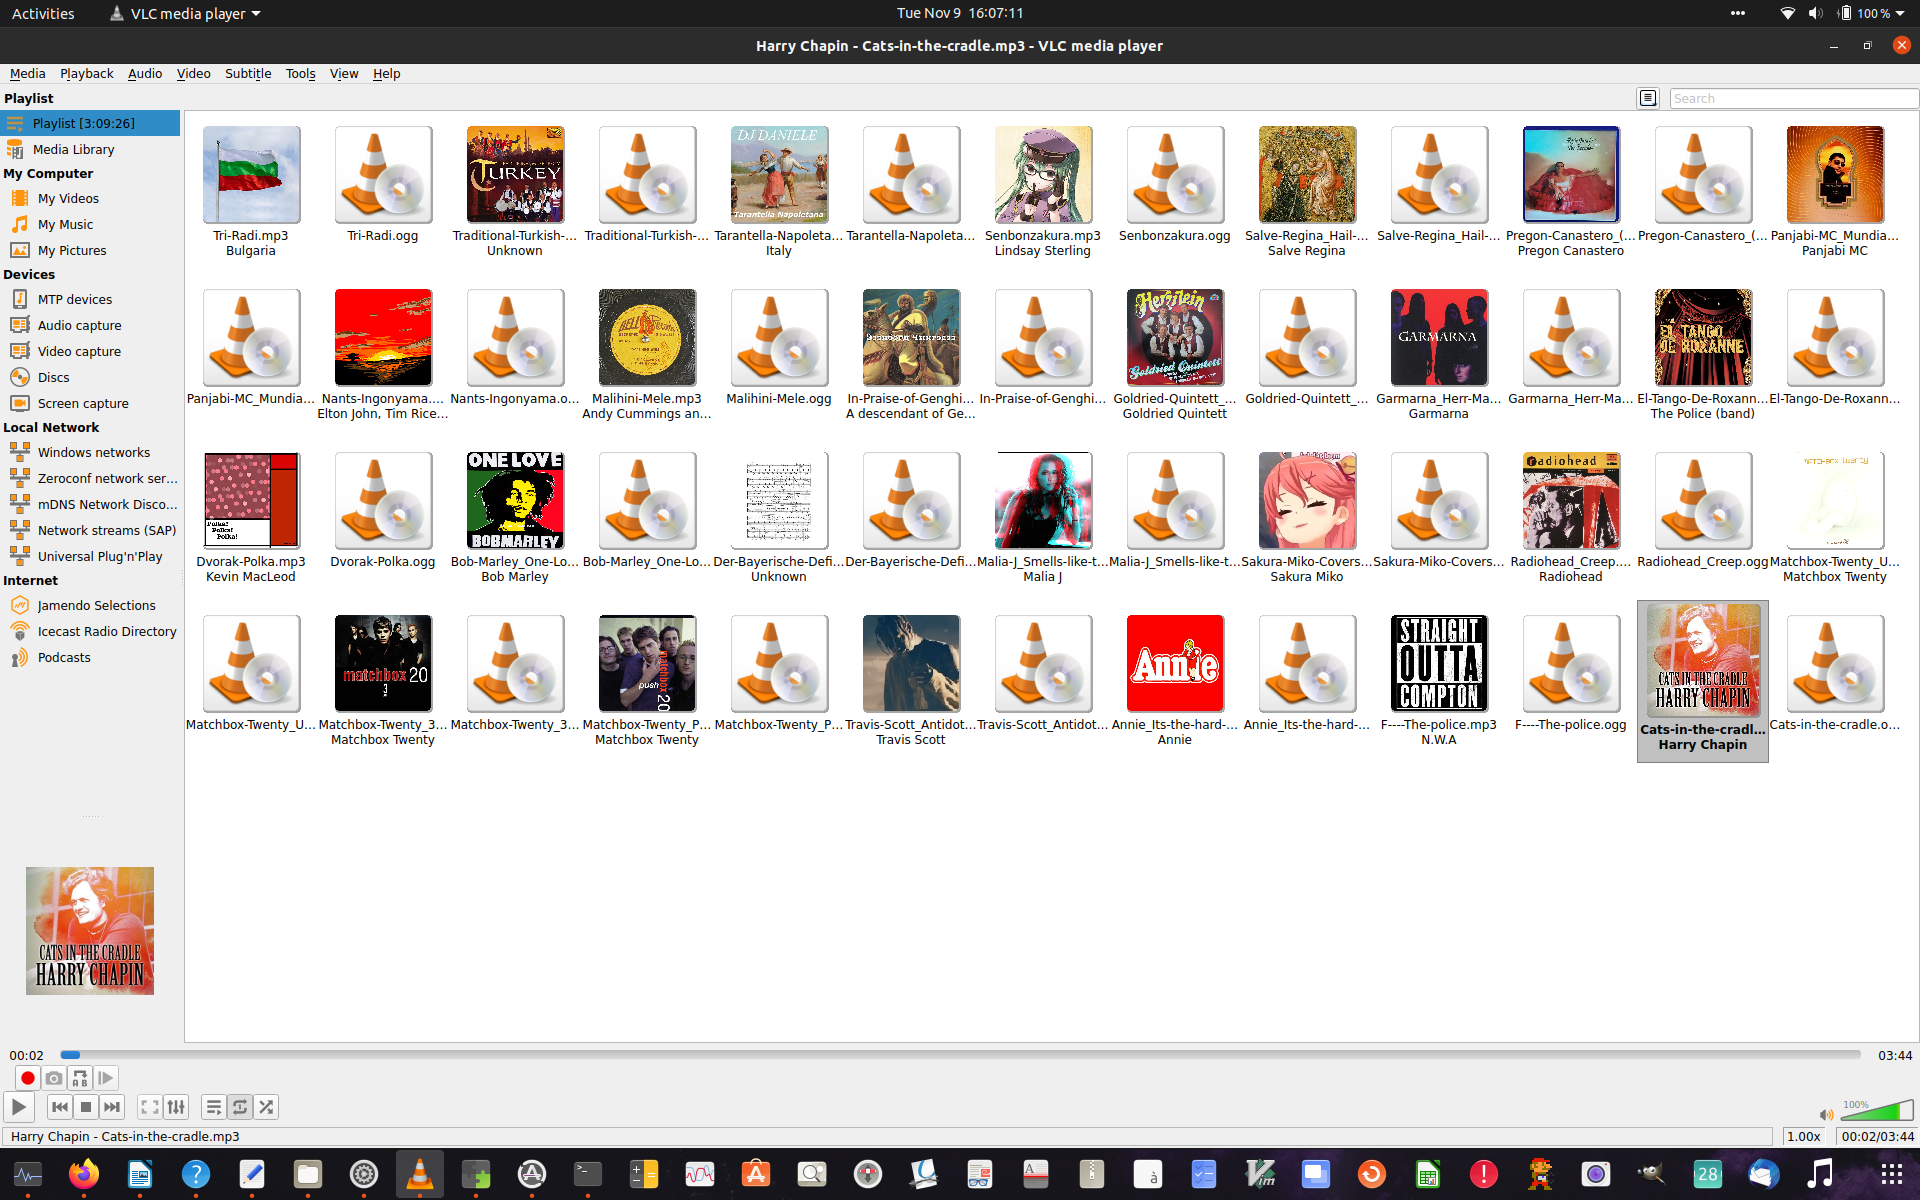 Activities
VLC media player
Tue Nov 9 16:07:11
100 %
Harry Chapin - Cats-in-the-cradle.mp3 - VLC media player
Media Playback Audio Video Subtitle Tools View Help
Playlist
Search
Playlist [3:09:26]
Media Library
My Computer
My Videos
My Music
My Pictures
Devices
MTP devices
Audio capture
Video capture
Discs
Screen capture
Local Network
Windows networks
Zeroconf network ser...
mDNS Network Disco...
Network streams (SAP)
Universal Plug'n'Play
Internet
Jamendo Selections
Icecast Radio Directory
Podcasts
TURKEY
DJ DANIELE
Tarantella Napoletana
Tri-Radi.mp3 Tri-Radi.ogg Traditional-Turkish-... Traditional-Turkish-... Tarantella-Napoleta... Tarantella-Napoleta... Senbonzakura.mp3 Senbonzakura.ogg Salve-Regina_Hail-... Salve-Regina_Hail-... Pregon-Canastero_(... Pregon-Canastero_(... Panjabi-MC_Mundia...
Bulgaria Unknown Italy Lindsay Sterling Salve Regina Pregon Canastero Panjabi MC
Herzilein
Goldried Quintett
GARMARNA
EL TANGO
DE ROXANNE
Panjabi-MC_Mundia... Nants-Ingonyama.... Nants-Ingonyama.o... Malihini-Mele.mp3 Malihini-Mele.ogg In-Praise-of-Genghi... In-Praise-of-Genghi... Goldried-Quintett_... Goldried-Quintett_... Garmarna_Herr-Ma... Garmarna_Herr-Ma... El-Tango-De-Roxann... El-Tango-De-Roxann...
Elton John, Tim Rice... Andy Cummings an... A descendant of Ge... Goldried Quintett Garmarna The Police (band)
Polka!
Polka!
Polka!
ONE LOVE
BOB MARLEY
radiohead
MATCHBOX TWENTY
Dvorak-Polka.mp3 Dvorak-Polka.ogg Bob-Marley_One-Lo... Bob-Marley_One-Lo... Der-Bayerische-Defi... Der-Bayerische-Defi... Malia-J_Smells-like-t... Malia-J_Smells-like-t... Sakura-Miko-Covers... Sakura-Miko-Covers... Radiohead_Creep.... Radiohead_Creep.ogg Matchbox-Twenty_U...
Kevin MacLeod Bob Marley Unknown Malia J Sakura Miko Radiohead Matchbox Twenty
matchbox 20
3
push
matchbox 20
Annie
STRAIGHT
OUTTA
COMPTON
CATS IN THE CRADLE
HARRY CHAPIN
Matchbox-Twenty_U... Matchbox-Twenty_3... Matchbox-Twenty_3... Matchbox-Twenty_P... Matchbox-Twenty_P... Travis-Scott_Antidot... Travis-Scott_Antidot... Annie_Its-the-hard-... Annie_Its-the-hard-... F----The-police.mp3 F----The-police.ogg Cats-in-the-cradl... Cats-in-the-cradle.o...
Matchbox Twenty Matchbox Twenty Travis Scott Annie N.W.A Harry Chapin
CATS IN THE CRADLE
HARRY CHAPIN
00:02
03:44
A B
100%
Harry Chapin - Cats-in-the-cradle.mp3
1.00x
00:02/03:44
28